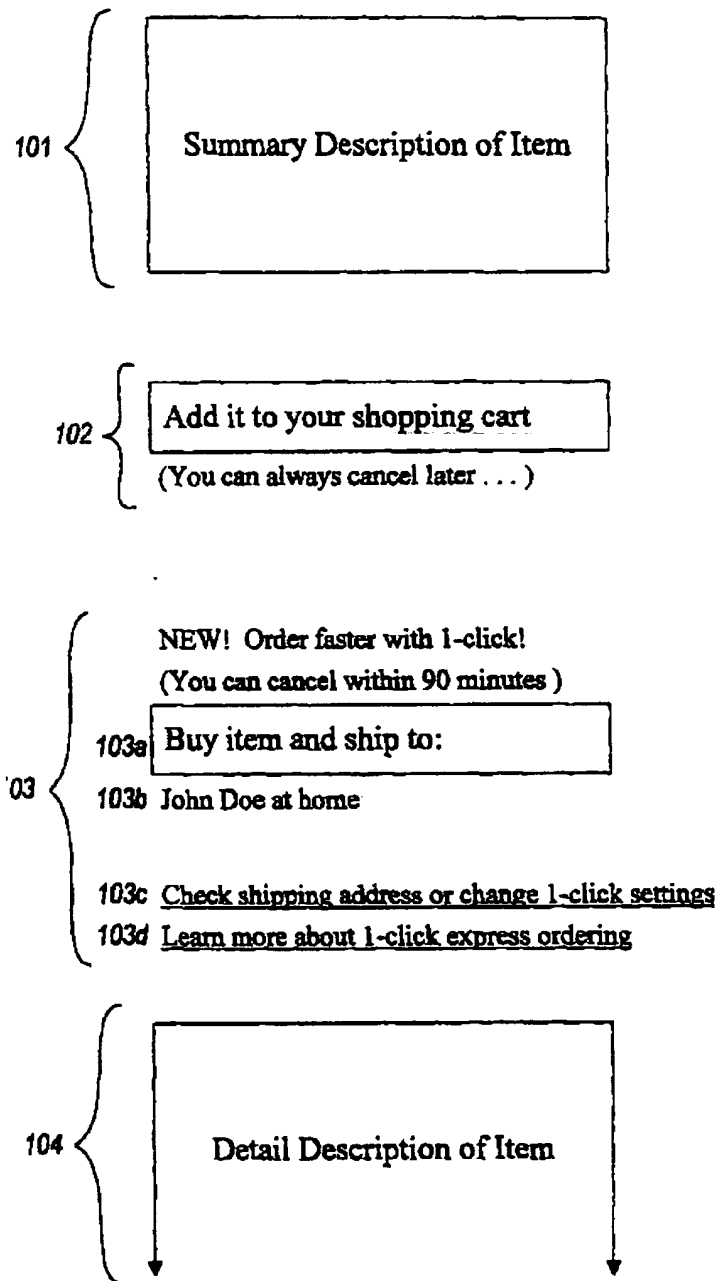 101
Summary Description of Item
102
Add it to your shopping cart
(You can always cancel later . . . )
103
NEW! Order faster with 1-click!
(You can cancel within 90 minutes )
103a Buy item and ship to:
103b John Doe at home
103c Check shipping address or change 1-click settings
103d Learn more about 1-click express ordering
104
Detail Description of Item